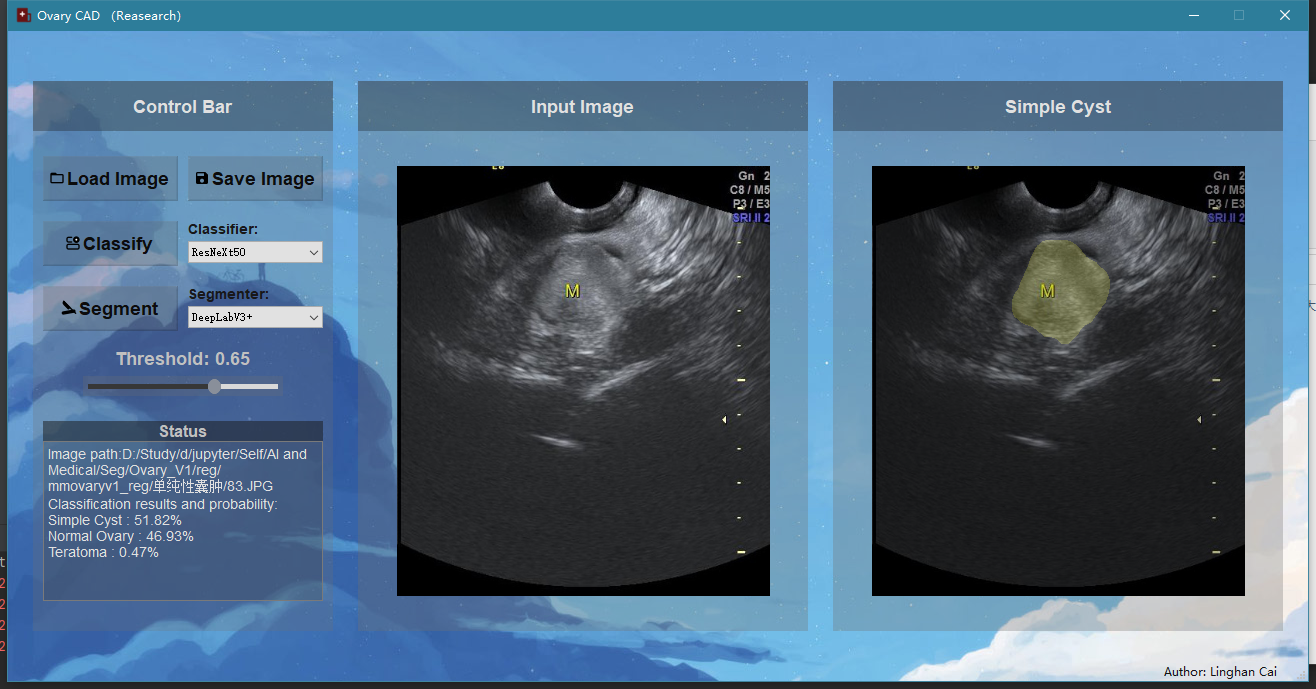 Ovary CAD (Reasearch)
Control Bar
Load Image
Save Image
Classify
Classifier:
ResNeXt50
Segment
Segmenter:
DeepLabV3+
Threshold: 0.65
Status
Image path:D:/Study/d/jupyter/Self/AI and
Medical/Seg/Ovary_V1/reg/
mmovaryv1_reg/单纯性囊肿/83.JPG
Classification results and probability:
Simple Cyst : 51.82%
Normal Ovary : 46.93%
Teratoma : 0.47%
Input Image
Gn 2
C8 / M5
P3 / E3
SRI II 2
M
Simple Cyst
Gn 2
C8 / M5
P3 / E3
SRI II 2
M
Author: Linghan Cai